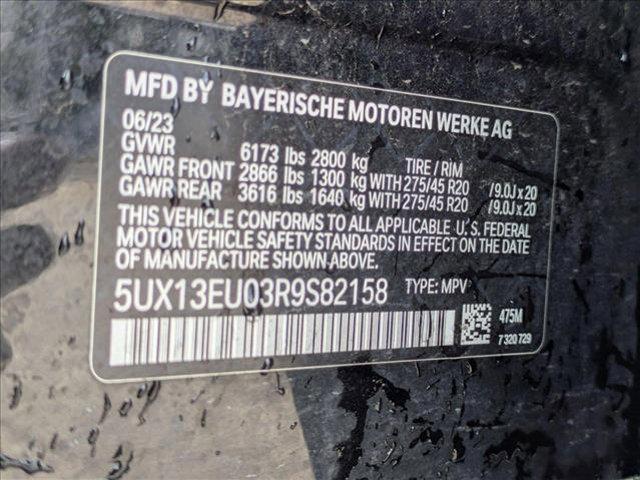 MFD BY BAYERISCHE MOTOREN WERKE AG
06/23
GVWR 6173 lbs 2800 kg TIRE / RIM
GAWR FRONT 2866 lbs 1300 kg WITH 275/45 R20 /9.0J x 20
GAWR REAR 3616 lbs 1640 kg WITH 275/45 R20 /9.0J x 20
THIS VEHICLE CONFORMS TO ALL APPLICABLE U.S. FEDERAL
MOTOR VEHICLE SAFETY STANDARDS IN EFFECT ON THE DATE
OF MANUFACTURE SHOWN ABOVE.
5UX13EU03R9S82158 TYPE: MPV
475M
7 320 729